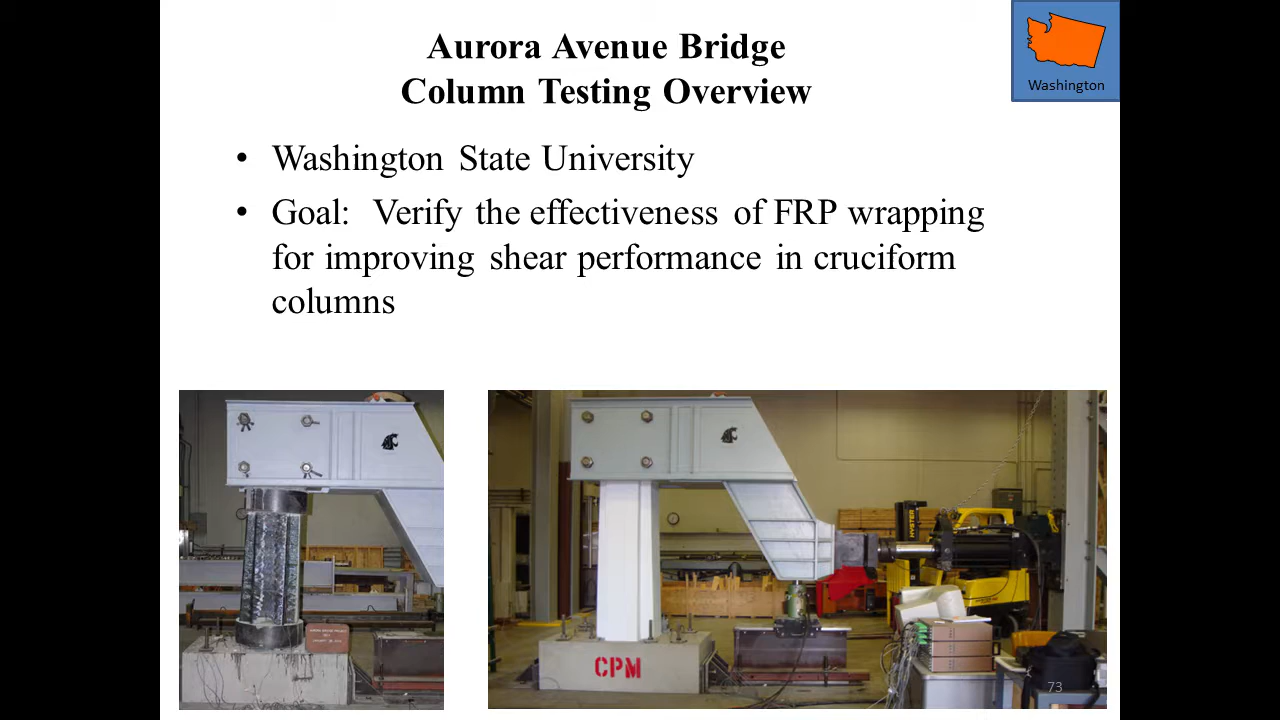 Aurora Avenue Bridge
Column Testing Overview
Washington
• Washington State University
• Goal: Verify the effectiveness of FRP wrapping
for improving shear performance in cruciform
columns
CPM
HYSTER
73